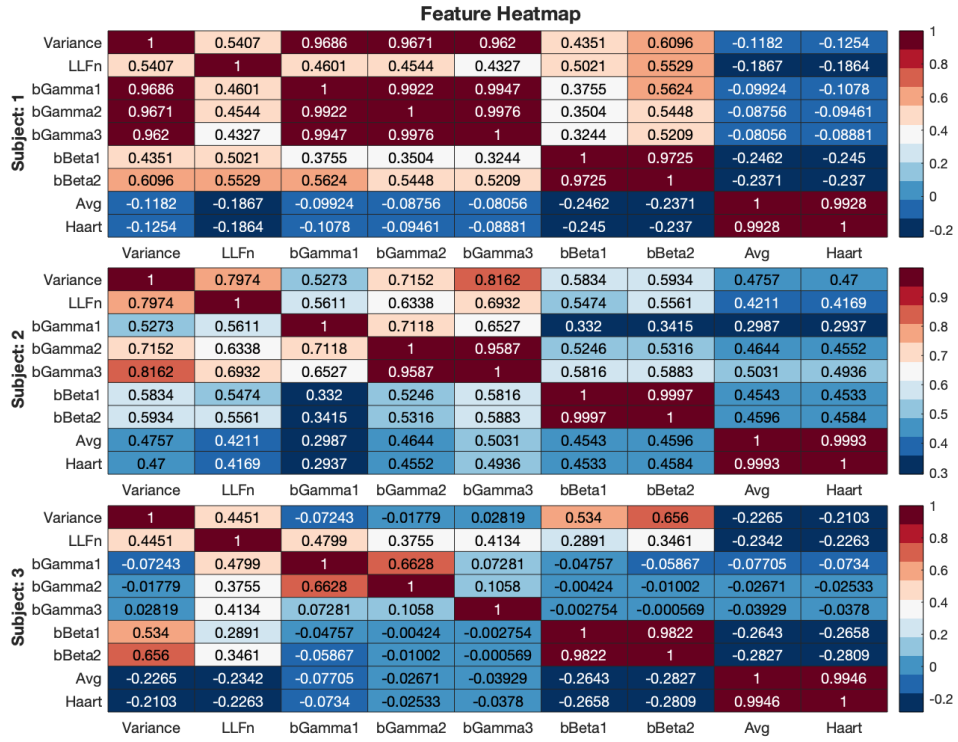 Feature Heatmap
Subject: 1
Variance 1 0.5407 0.9686 0.9671 0.962 0.4351 0.6096 -0.1182 -0.1254
LLFn 0.5407 1 0.4601 0.4544 0.4327 0.5021 0.5529 -0.1867 -0.1864
bGamma1 0.9686 0.4601 1 0.9922 0.9947 0.3755 0.5624 -0.09924 -0.1078
bGamma2 0.9671 0.4544 0.9922 1 0.9976 0.3504 0.5448 -0.08756 -0.09461
bGamma3 0.962 0.4327 0.9947 0.9976 1 0.3244 0.5209 -0.08056 -0.08881
bBeta1 0.4351 0.5021 0.3755 0.3504 0.3244 1 0.9725 -0.2462 -0.245
bBeta2 0.6096 0.5529 0.5624 0.5448 0.5209 0.9725 1 -0.2371 -0.237
Avg -0.1182 -0.1867 -0.09924 -0.08756 -0.08056 -0.2462 -0.2371 1 0.9928
Haart -0.1254 -0.1864 -0.1078 -0.09461 -0.08881 -0.245 -0.237 0.9928 1
Variance LLFn bGamma1 bGamma2 bGamma3 bBeta1 bBeta2 Avg Haart
1
0.8
0.6
0.4
0.2
0
-0.2
Subject: 2
Variance 1 0.7974 0.5273 0.7152 0.8162 0.5834 0.5934 0.4757 0.47
LLFn 0.7974 1 0.5611 0.6338 0.6932 0.5474 0.5561 0.4211 0.4169
bGamma1 0.5273 0.5611 1 0.7118 0.6527 0.332 0.3415 0.2987 0.2937
bGamma2 0.7152 0.6338 0.7118 1 0.9587 0.5246 0.5316 0.4644 0.4552
bGamma3 0.8162 0.6932 0.6527 0.9587 1 0.5816 0.5883 0.5031 0.4936
bBeta1 0.5834 0.5474 0.332 0.5246 0.5816 1 0.9997 0.4543 0.4533
bBeta2 0.5934 0.5561 0.3415 0.5316 0.5883 0.9997 1 0.4596 0.4584
Avg 0.4757 0.4211 0.2987 0.4644 0.5031 0.4543 0.4596 1 0.9993
Haart 0.47 0.4169 0.2937 0.4552 0.4936 0.4533 0.4584 0.9993 1
Variance LLFn bGamma1 bGamma2 bGamma3 bBeta1 bBeta2 Avg Haart
0.9
0.8
0.7
0.6
0.5
0.4
0.3
Subject: 3
Variance 1 0.4451 -0.07243 -0.01779 0.02819 0.534 0.656 -0.2265 -0.2103
LLFn 0.4451 1 0.4799 0.3755 0.4134 0.2891 0.3461 -0.2342 -0.2263
bGamma1 -0.07243 0.4799 1 0.6628 0.07281 -0.04757 -0.05867 -0.07705 -0.0734
bGamma2 -0.01779 0.3755 0.6628 1 0.1058 -0.00424 -0.01002 -0.02671 -0.02533
bGamma3 0.02819 0.4134 0.07281 0.1058 1 -0.002754 -0.000569 -0.03929 -0.0378
bBeta1 0.534 0.2891 -0.04757 -0.00424 -0.002754 1 0.9822 -0.2643 -0.2658
bBeta2 0.656 0.3461 -0.05867 -0.01002 -0.000569 0.9822 1 -0.2827 -0.2809
Avg -0.2265 -0.2342 -0.07705 -0.02671 -0.03929 -0.2643 -0.2827 1 0.9946
Haart -0.2103 -0.2263 -0.0734 -0.02533 -0.0378 -0.2658 -0.2809 0.9946 1
Variance LLFn bGamma1 bGamma2 bGamma3 bBeta1 bBeta2 Avg Haart
1
0.8
0.6
0.4
0.2
0
-0.2